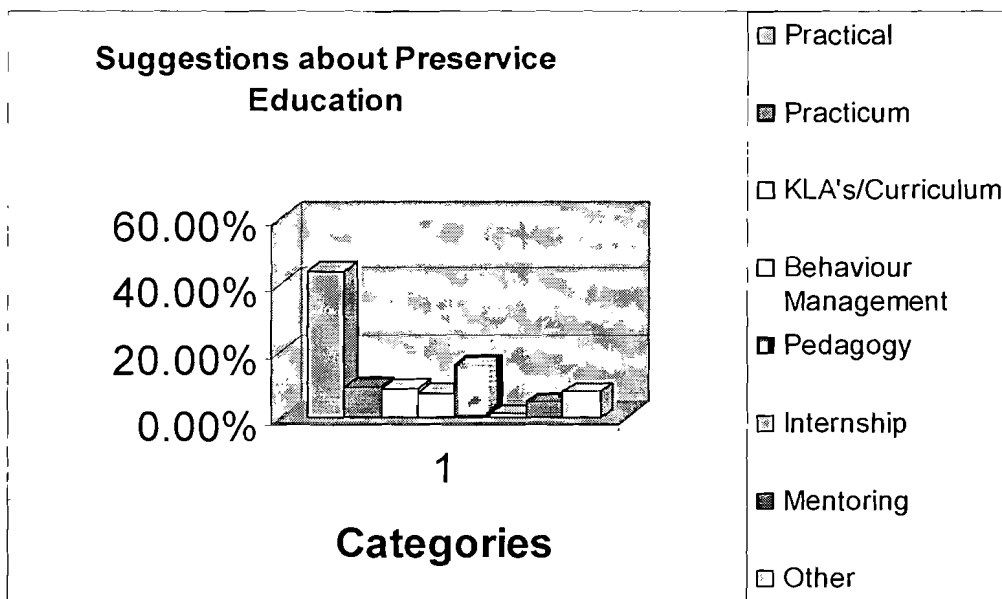 Suggestions about Preservice
Education
60.00%
40.00%
20.00%
0.00%
1
Categories
Practical
Practicum
KLA's/Curriculum
Behaviour
Management
Pedagogy
Internship
Mentoring
Other